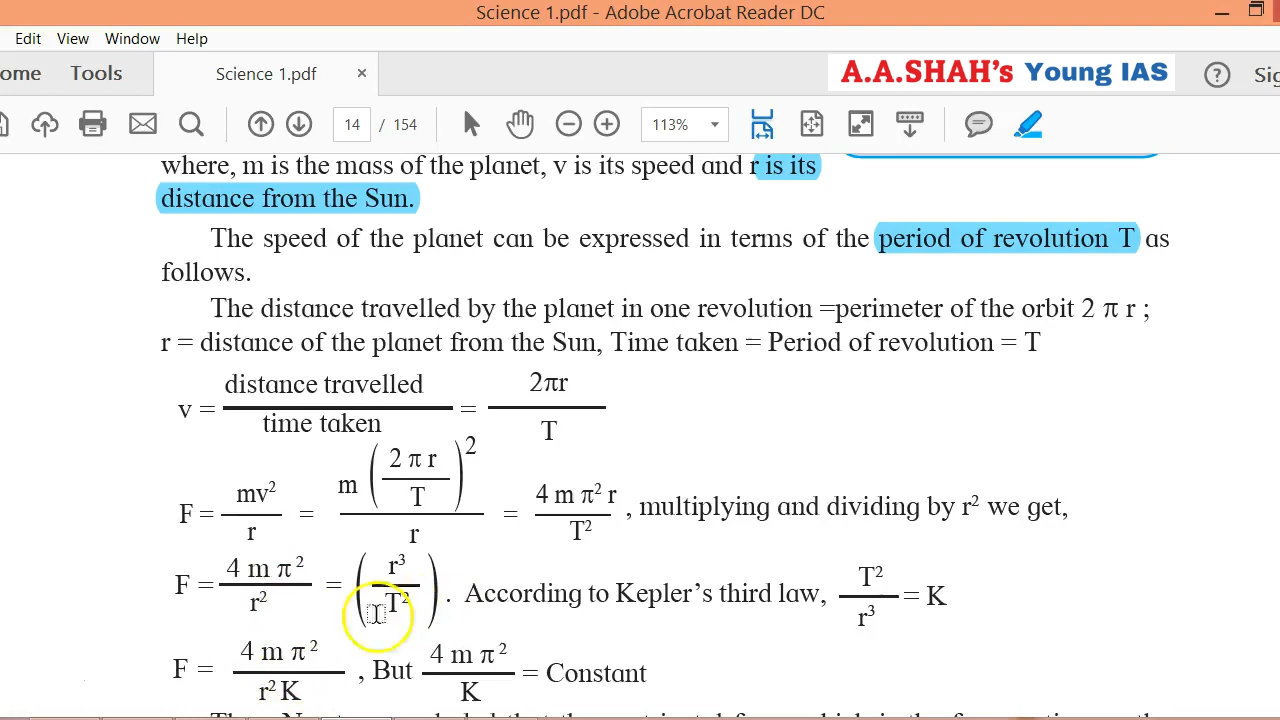 Science 1.pdf - Adobe Acrobat Reader DC
Edit View Window Help
ome Tools Science 1.pdf × A.A.SHAH's Young IAS ? Sig
14 / 154 113%
where, m is the mass of the planet, v is its speed and r is its
distance from the Sun.
The speed of the planet can be expressed in terms of the period of revolution T as
follows.
The distance travelled by the planet in one revolution =perimeter of the orbit 2 π r ;
r = distance of the planet from the Sun, Time taken = Period of revolution = T
v = distance travelled / time taken = 2πr / T
F = mv² / r = m (2 π r / T)² / r = 4 m π² r / T² , multiplying and dividing by r² we get,
F = 4 m π² / r² = (r³ / T²) . According to Kepler's third law, T² / r³ = K
F = 4 m π² / r² K , But 4 m π² / K = Constant